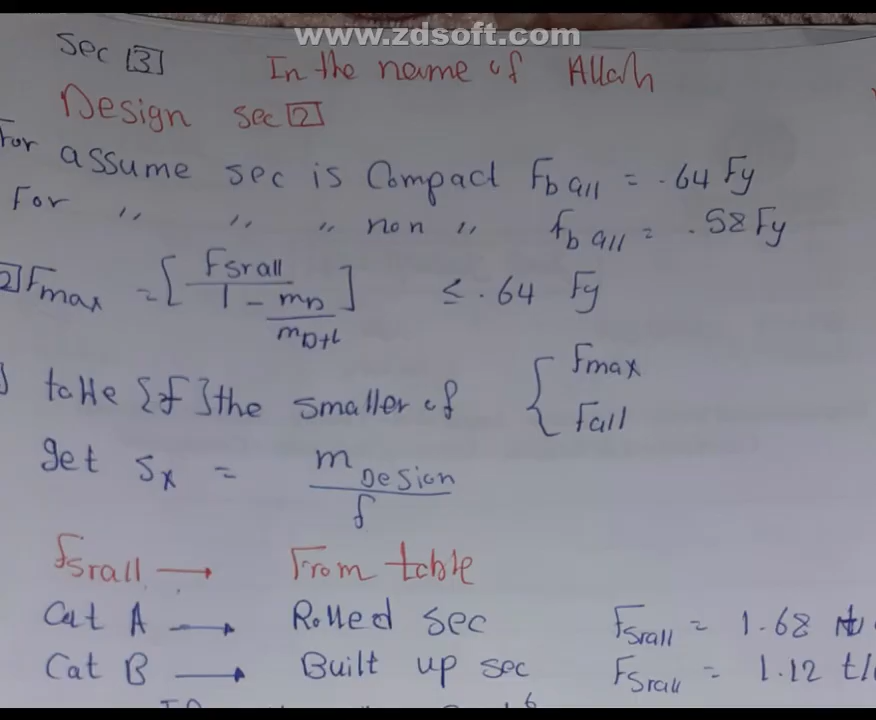 www.zdsoft.com
Sec [3] In the name of Allah
Design sec [2]
For assume sec is Compact Fb all = .64 Fy
For " " " non " fb all = .58 Fy
2] Fmax = [ Fsrall / (1 - mD / mD+L) ] ≤ .64 Fy
take {F} the smaller of { Fmax
Fall
get Sx = m Design / f
fsrall → From table
Cat A → Rolled sec Fsrall = 1.68
Cat B → Built up sec Fsrall = 1.12 t/